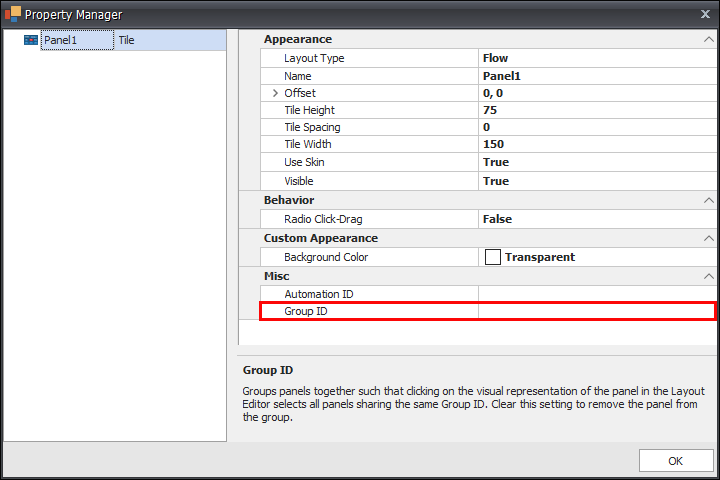 Property Manager
Panel1 Tile
Appearance
Layout Type Flow
Name Panel1
Offset 0, 0
Tile Height 75
Tile Spacing 0
Tile Width 150
Use Skin True
Visible True
Behavior
Radio Click-Drag False
Custom Appearance
Background Color Transparent
Misc
Automation ID
Group ID
Group ID
Groups panels together such that clicking on the visual representation of the panel in the Layout
Editor selects all panels sharing the same Group ID. Clear this setting to remove the panel from
the group.
OK